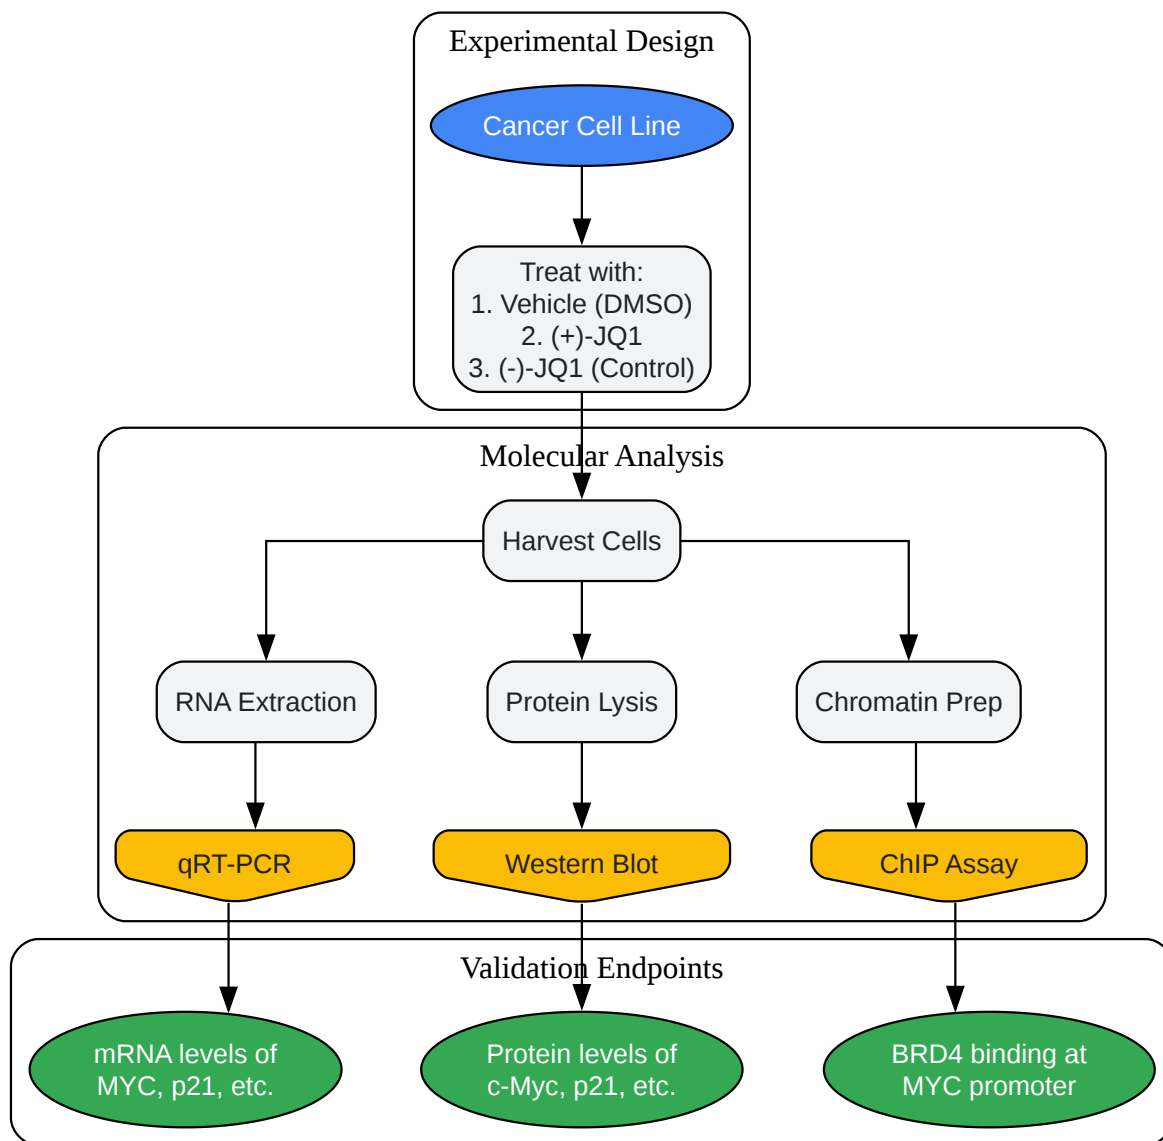 Experimental Design
Cancer Cell Line
Treat with:
1. Vehicle (DMSO)
2. (+)-JQ1
3. (-)-JQ1 (Control)
Molecular Analysis
Harvest Cells
RNA Extraction
Protein Lysis
Chromatin Prep
qRT-PCR
Western Blot
ChIP Assay
Validation Endpoints
mRNA levels of
MYC, p21, etc.
Protein levels of
c-Myc, p21, etc.
BRD4 binding at
MYC promoter